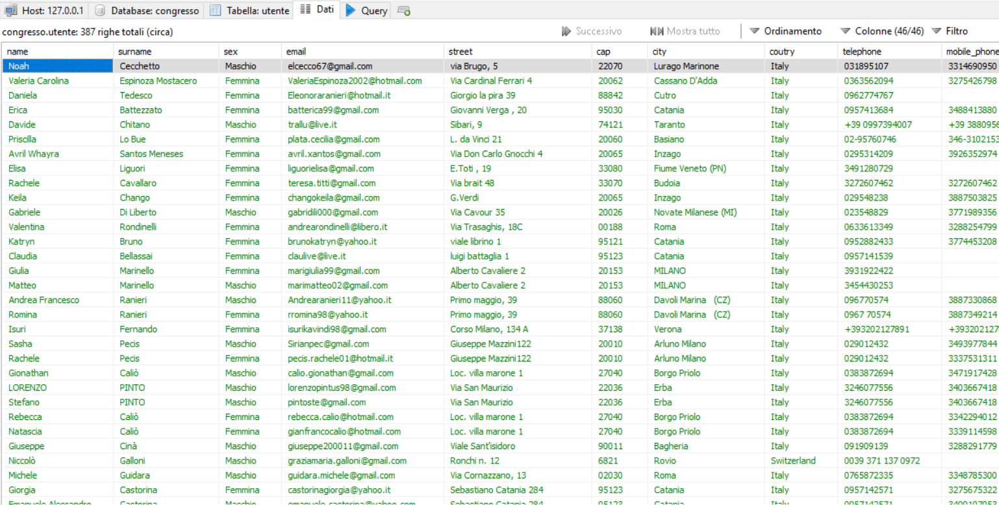 Host: 127.0.0.1 Database: congresso Tabella: utente Dati Query
congresso.utente: 387 righe totali (circa) Successivo Mostra tutto Ordinamento Colonne (46/46) Filtro
name surname sex email street cap city coutry telephone mobile_phone
Noah Cecchetto Maschio elcecco67@gmail.com via Brugo, 5 22070 Lurago Marinone Italy 031895107 3314690950
Valeria Carolina Espinoza Mostacero Femmina ValeriaEspinoza2002@hotmail.com Via Cardinal Ferrari 4 20062 Cassano D'Adda Italy 0363562094 3275426798
Daniela Tedesco Femmina Eleonoraranieri@hotmail.it Giorgio la pira 39 88842 Cutro Italy 0962774767
Erica Battezzato Femmina batterica99@gmail.com Giovanni Verga , 20 95030 Catania Italy 0957413684 3488413880
Davide Chitano Maschio trallu@live.it Sibari, 9 74121 Taranto Italy +39 0997394007 +39 3880956
Priscilla Lo Bue Femmina plata.cecilia@gmail.com L. da Vinci 21 20060 Basiano Italy 02-95760746 346-3102153
Avril Whayra Santos Meneses Femmina avril.xantos@gmail.com Via Don Carlo Gnocchi 4 20065 Inzago Italy 0295314209 3926352974
Elisa Liguori Femmina liguorielisa@gmail.com E.Toti , 19 33080 Fiume Veneto (PN) Italy 3491280729
Rachele Cavallaro Femmina teresa.titti@gmail.com Via brait 48 33070 Budoia Italy 3272607462 3272607462
Keila Chango Femmina changokeila@gmail.com G.Verdi 20065 Inzago Italy 029548238 3887503825
Gabriele Di Liberto Maschio gabridili000@gmail.com Via Cavour 35 20026 Novate Milanese (MI) Italy 023548829 3771989356
Valentina Rondinelli Femmina andrearondinelli@libero.it Via Trasaghis, 18C 00188 Roma Italy 0633613349 3288254799
Katryn Bruno Femmina brunokatryn@yahoo.it viale librino 1 95121 Catania Italy 0952882433 3774453208
Claudia Bellassai Femmina claulive@live.it luigi battaglia 1 95123 Catania Italy 0957141539
Giulia Marinello Femmina marigiulia99@gmail.com Alberto Cavaliere 2 20153 MILANO Italy 3931922422
Matteo Marinello Maschio marimatteo02@gmail.com Alberto Cavaliere 2 20153 MILANO Italy 3454430253
Andrea Francesco Ranieri Maschio Andrearanieri11@yahoo.it Primo maggio, 39 88060 Davoli Marina (CZ) Italy 096770574 3887330868
Romina Ranieri Femmina rromina98@yahoo.it Primo maggio, 39 88060 Davoli Marina (CZ) Italy 0967 70574 3887349214
Isuri Fernando Femmina isurikavindi98@gmail.com Corso Milano, 134 A 37138 Verona Italy +393202127891 +393202127
Sasha Pecis Maschio Sirianpec@gmail.com Giuseppe Mazzini122 20010 Arluno Milano Italy 029012432 3493977844
Rachele Pecis Femmina pecis.rachele01@hotmail.it Giuseppe Mazzini122 20010 Arluno Milano Italy 029012432 3337531311
Gionathan Caliò Maschio calio.gionathan@gmail.com Loc. villa marone 1 27040 Borgo Priolo Italy 0383872694 3471917428
LORENZO PINTO Maschio lorenzopintus98@gmail.com Via San Maurizio 22036 Erba Italy 3246077556 3403667418
Stefano PINTO Maschio pintoste@gmail.com Via San Maurizio 22036 Erba Italy 3246077556 3403667418
Rebecca Caliò Femmina rebecca.calio@hotmail.com Loc. villa marone 1 27040 Borgo Priolo Italy 0383872694 3342294012
Natascia Caliò Femmina gianfrancocalio@hotmail.com Loc. villa marone 1 27040 Borgo Priolo Italy 0383872694 3339114598
Giuseppe Cinà Maschio giuseppe200011@gmail.com Viale Sant'isidoro 90011 Bagheria Italy 091909139 3288291779
Niccolò Galloni Maschio graziamaria.galloni@gmail.com Ronchi n. 12 6821 Rovio Switzerland 0039 371 137 0972
Michele Guidara Maschio guidara.michele@gmail.com Via Cornazzano, 13 02030 Roma Italy 0765872335 3348785300
Giorgia Castorina Femmina castorinagiorgia@yahoo.it Sebastiano Catania 284 95123 Catania Italy 0957142571 3275675322
Emanuele Alessandro Castorina Maschio emanuele.castorina@yahoo.com Sebastiano Catania 284 95123 Catania Italy 0957142571